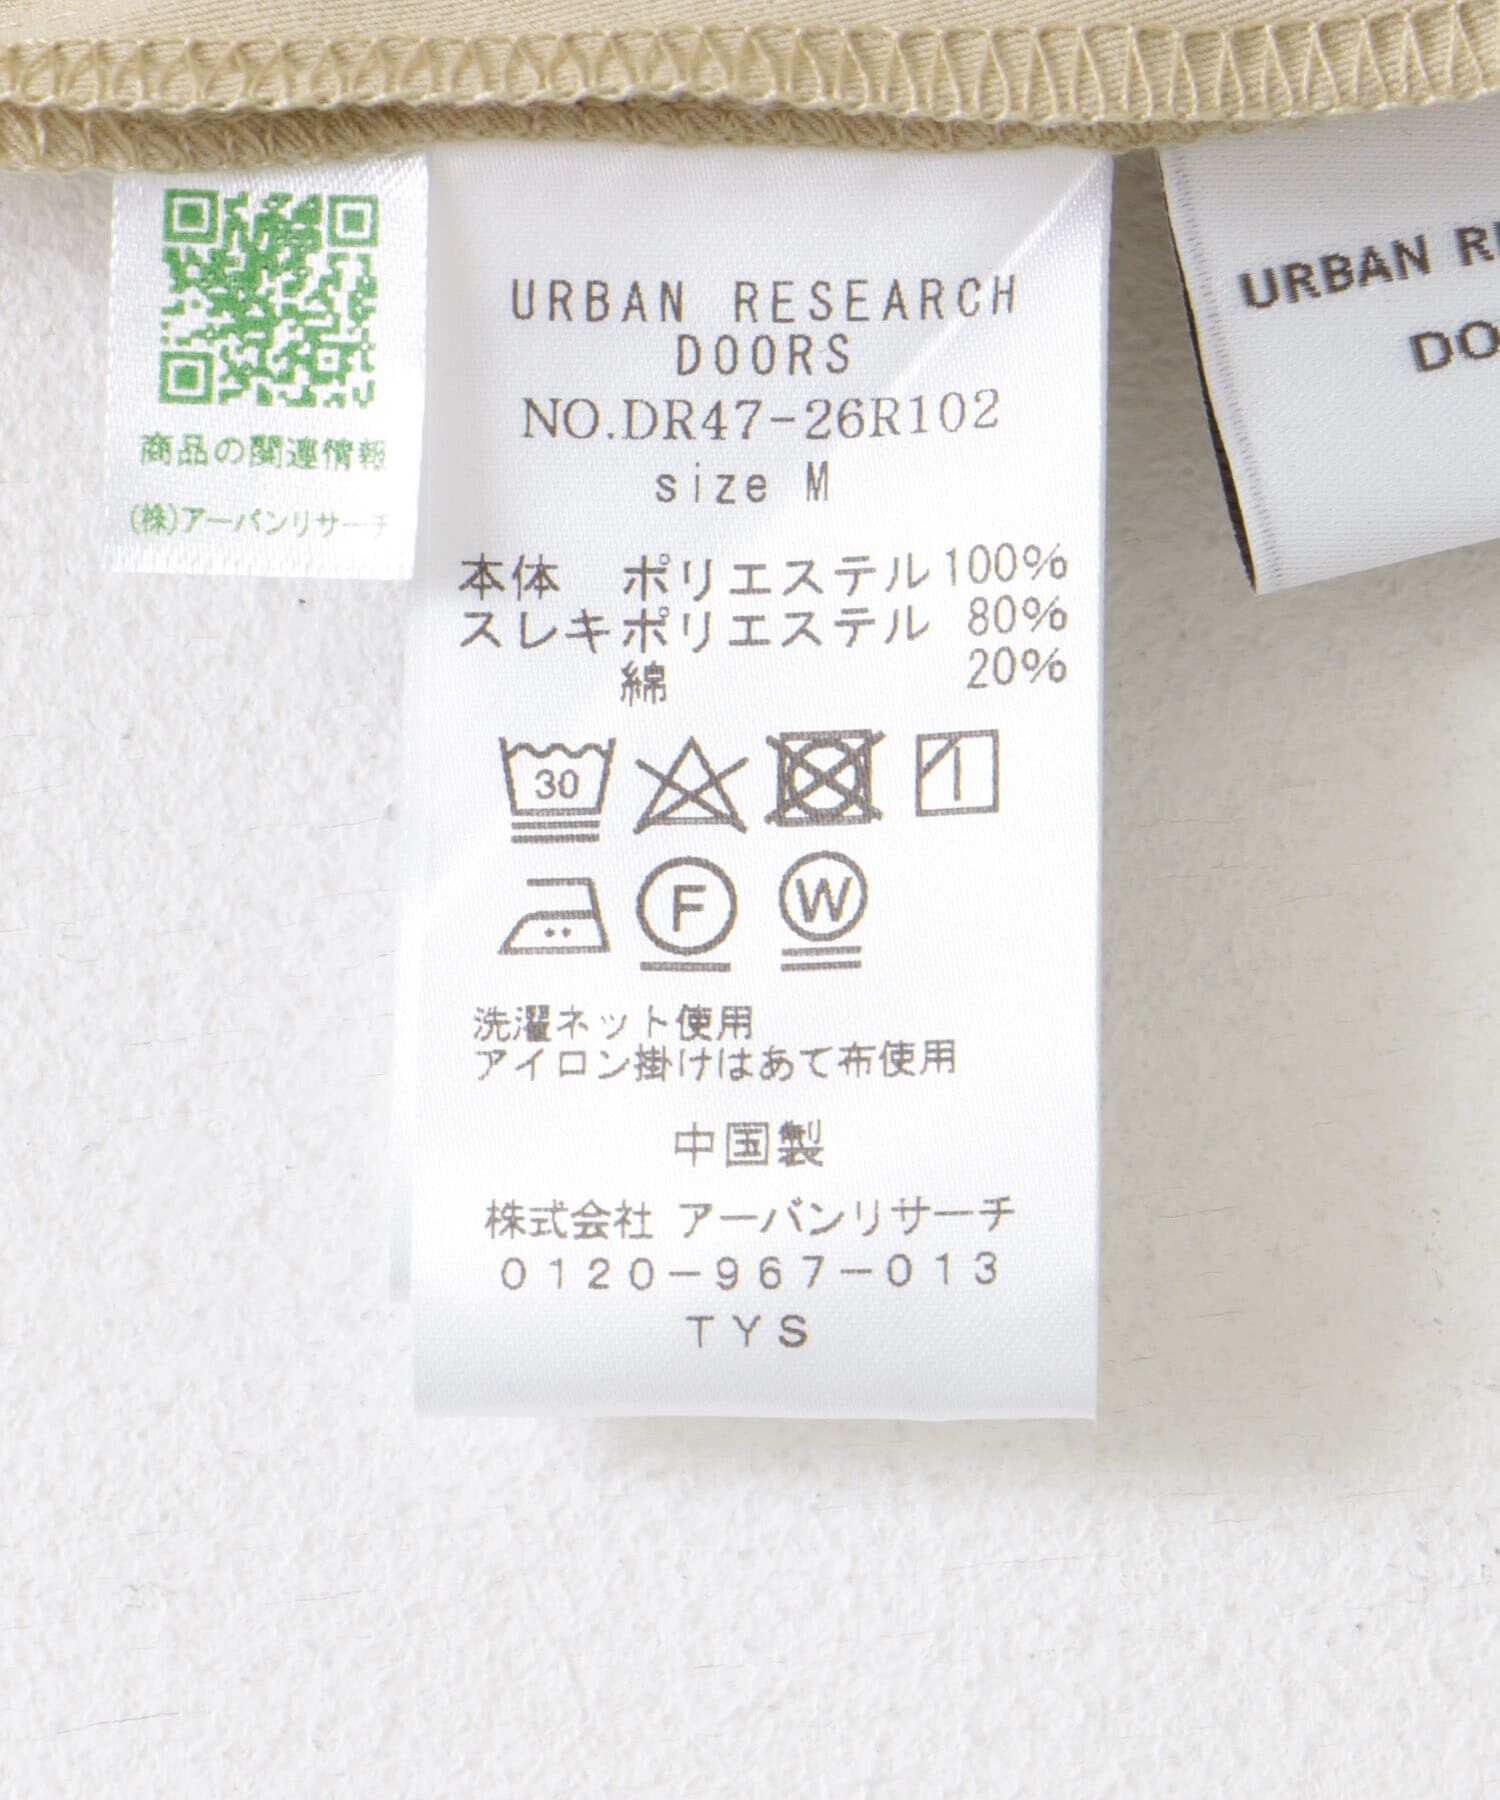 商品の関連情報
(株)アーバンリサーチ
URBAN RESEARCH
DOORS
NO.DR47-26R102
size M
本体 ポリエステル100%
スレキポリエステル 80%
綿 20%
30
F
W
洗濯ネット使用
アイロン掛けはあて布使用
中国製
株式会社 アーバンリサーチ
0120-967-013
TYS
URBAN
DO